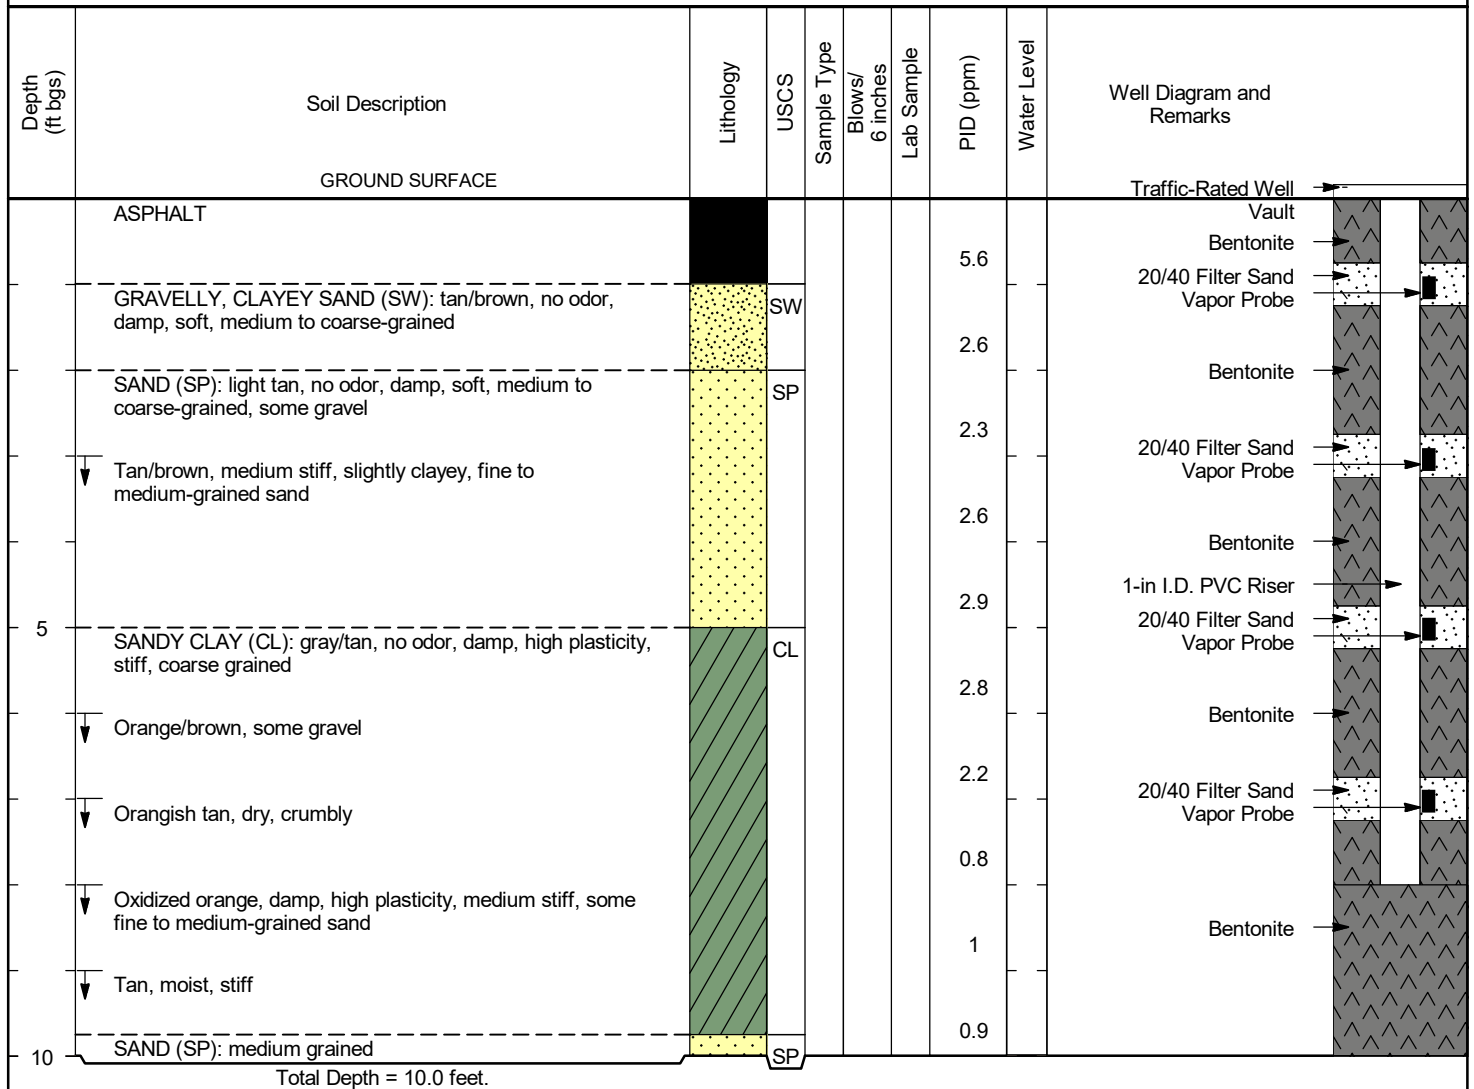 Depth
(ft bgs)
Soil Description
GROUND SURFACE
Lithology
USCS
Sample Type
Blows/
6 inches
Lab Sample
PID (ppm)
Water Level
Well Diagram and
Remarks
Traffic-Rated Well
Vault
ASPHALT
Bentonite
5.6
20/40 Filter Sand
Vapor Probe
GRAVELLY, CLAYEY SAND (SW): tan/brown, no odor,
damp, soft, medium to coarse-grained
SW
2.6
Bentonite
SAND (SP): light tan, no odor, damp, soft, medium to
coarse-grained, some gravel
SP
2.3
20/40 Filter Sand
Vapor Probe
Tan/brown, medium stiff, slightly clayey, fine to
medium-grained sand
2.6
Bentonite
1-in I.D. PVC Riser
2.9
20/40 Filter Sand
Vapor Probe
5
SANDY CLAY (CL): gray/tan, no odor, damp, high plasticity,
stiff, coarse grained
CL
2.8
Bentonite
Orange/brown, some gravel
2.2
20/40 Filter Sand
Vapor Probe
Orangish tan, dry, crumbly
0.8
Oxidized orange, damp, high plasticity, medium stiff, some
fine to medium-grained sand
Bentonite
1
Tan, moist, stiff
0.9
10
SAND (SP): medium grained
SP
Total Depth = 10.0 feet.